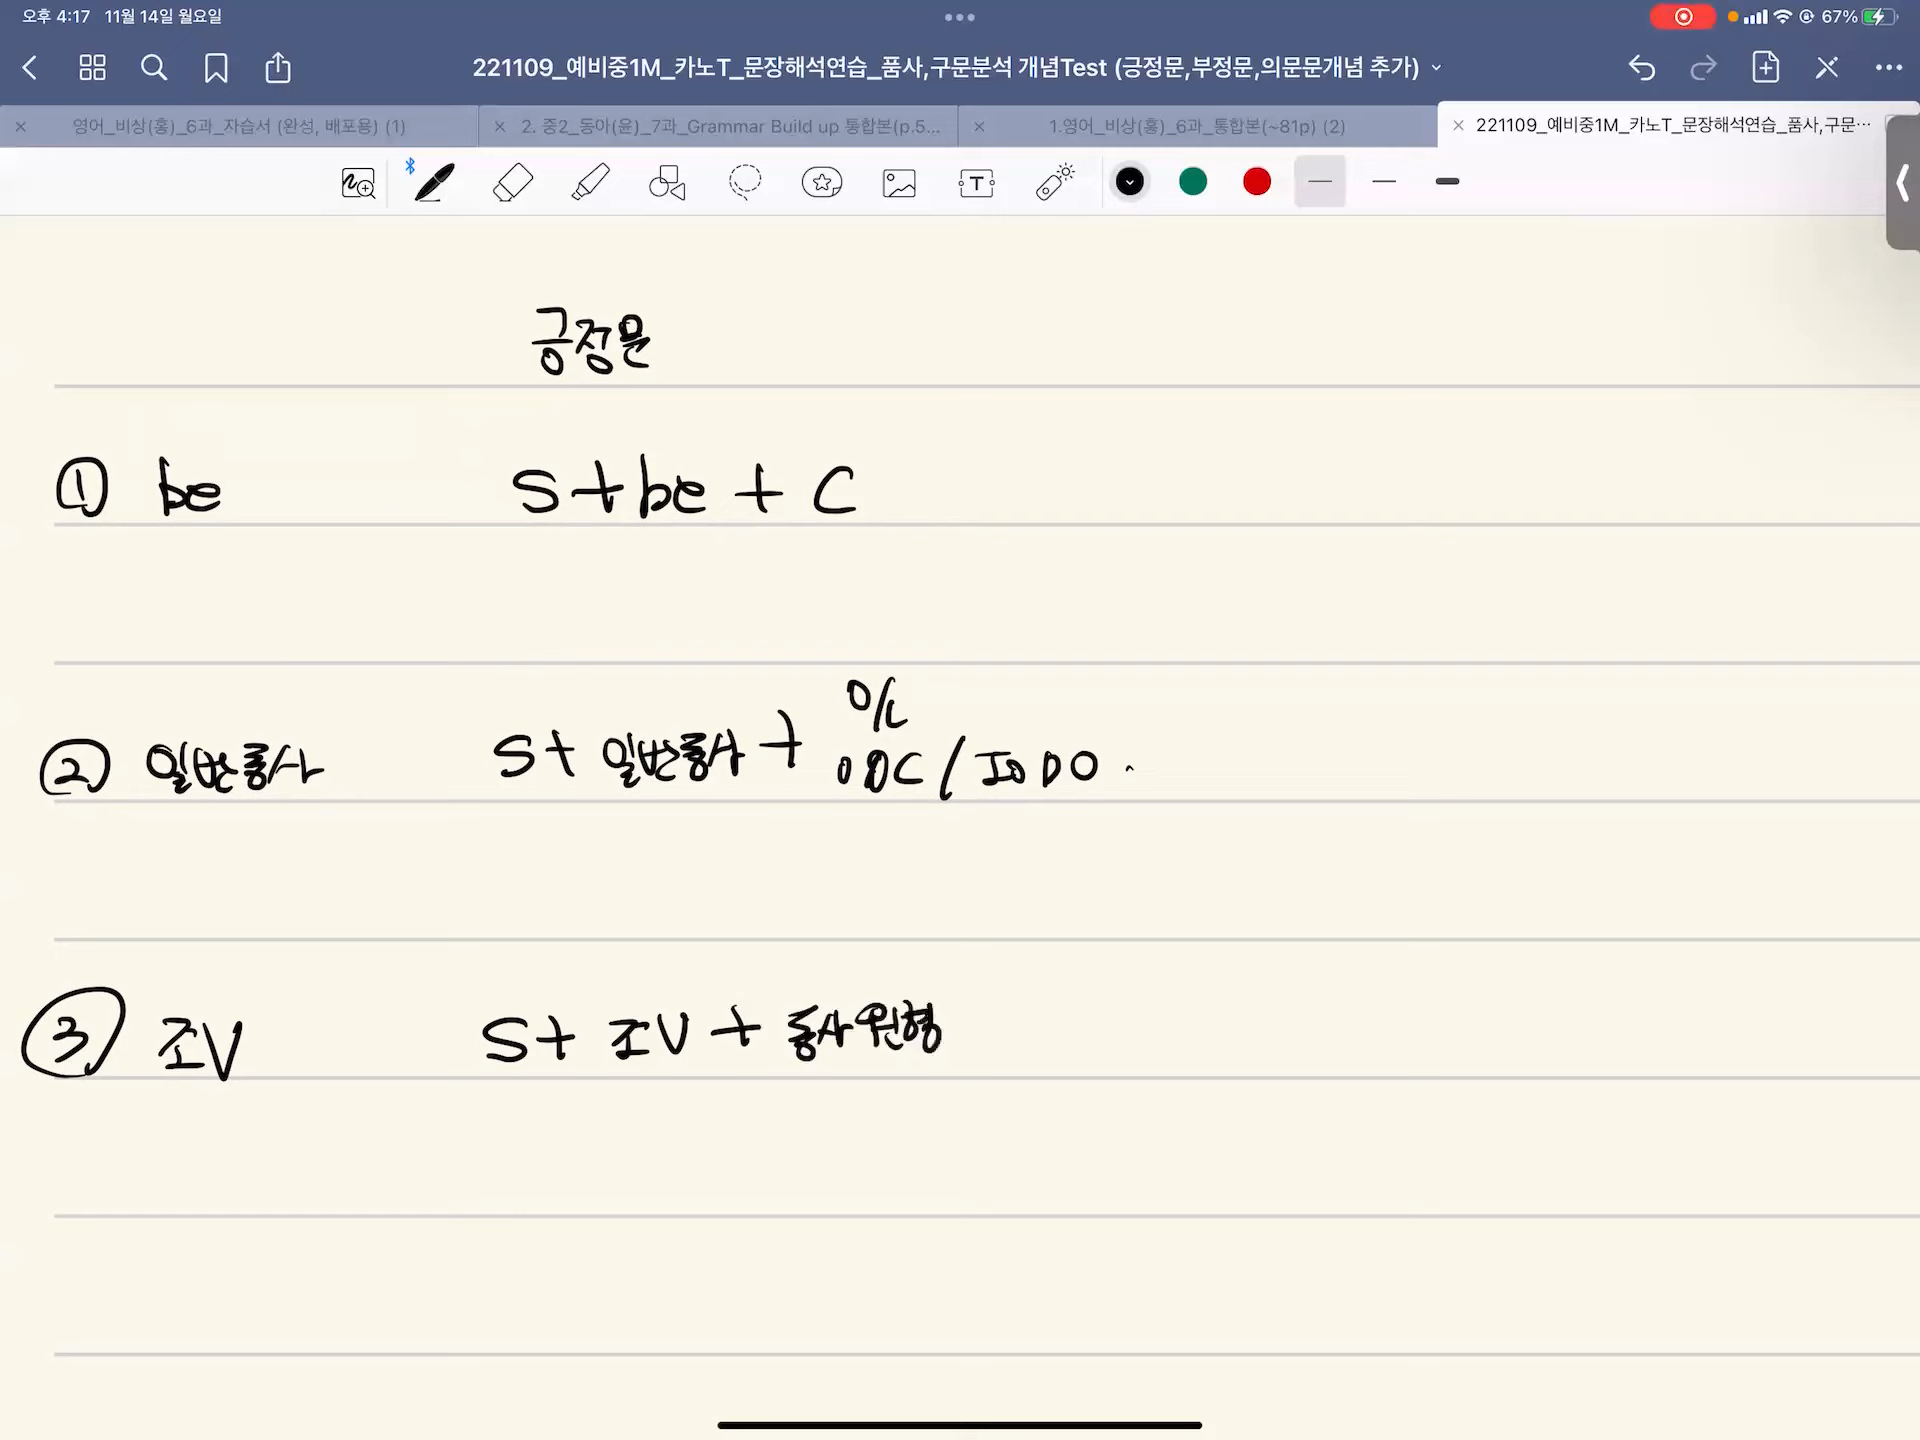 오후 4:17 11월 14일 월요일
67%
221109_예비중1M_카노T_문장해석연습_품사,구문분석 개념Test (긍정문,부정문,의문문개념 추가)
영어_비상(홍)_6과_자습서 (완성, 배포용) (1)
2. 중2_동아(윤)_7과_Grammar Build up 통합본(p.5...
1.영어_비상(홍)_6과_통합본(~81p) (2)
221109_예비중1M_카노T_문장해석연습_품사,구문…
긍정문
① be S+be + C
O/C
② 일반동사 S+ 일반동사 + O OC / IO DO
③ 조V S+ 조V + 동사원형